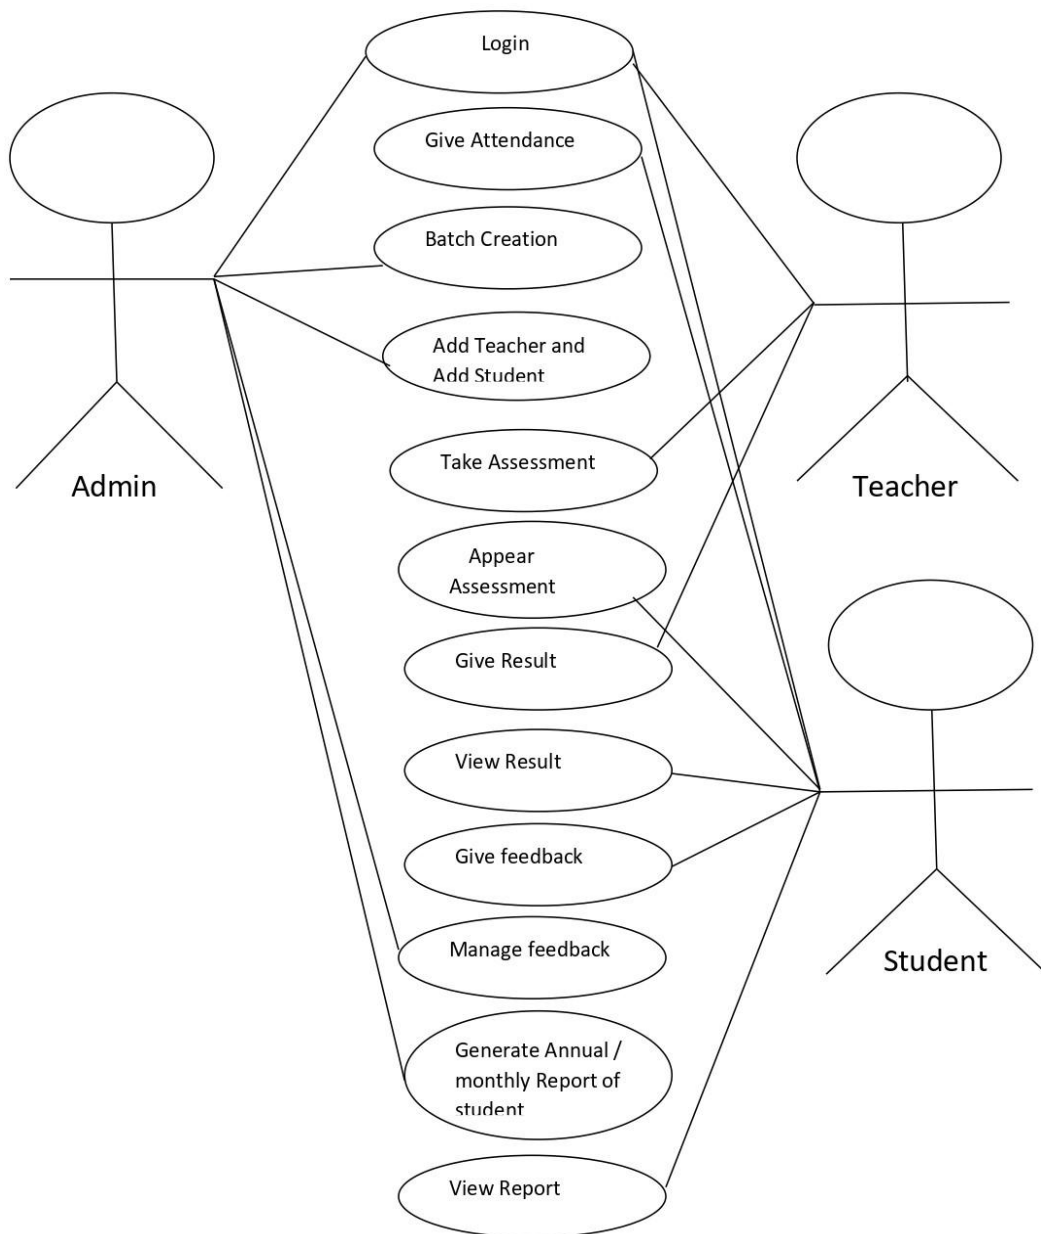 Login
Give Attendance
Batch Creation
Add Teacher and
Add Student
Take Assessment
Admin
Teacher
Appear
Assessment
Give Result
View Result
Give feedback
Manage feedback
Student
Generate Annual /
monthly Report of
student
View Report